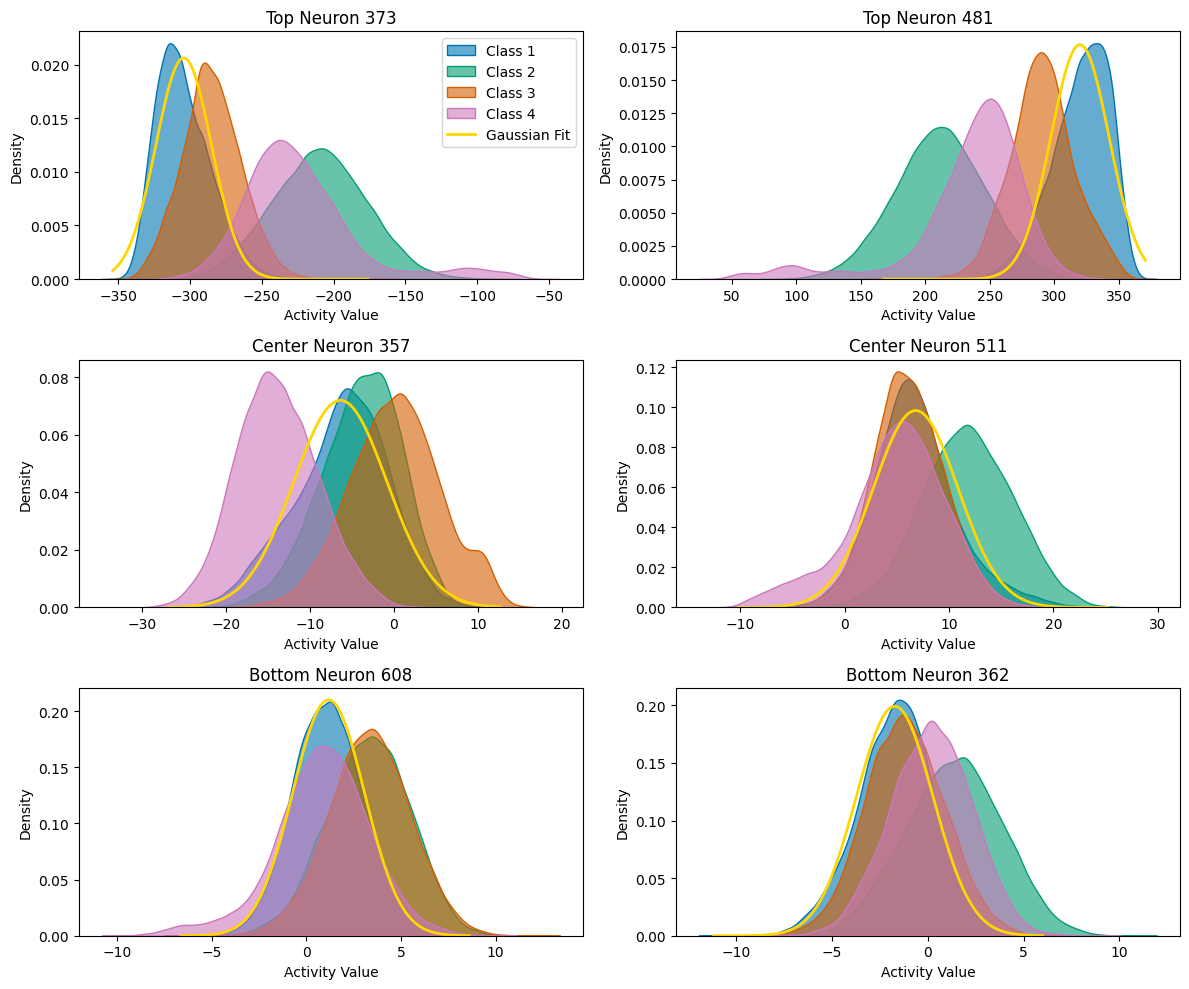 Top Neuron 373
Density
0.020
0.015
0.010
0.005
0.000
Class 1
Class 2
Class 3
Class 4
Gaussian Fit
−350 −300 −250 −200 −150 −100 −50
Activity Value
Top Neuron 481
Density
0.0175
0.0150
0.0125
0.0100
0.0075
0.0050
0.0025
0.0000
50 100 150 200 250 300 350
Activity Value
Center Neuron 357
Density
0.08
0.06
0.04
0.02
0.00
−30 −20 −10 0 10 20
Activity Value
Center Neuron 511
Density
0.12
0.10
0.08
0.06
0.04
0.02
0.00
−10 0 10 20 30
Activity Value
Bottom Neuron 608
Density
0.20
0.15
0.10
0.05
0.00
−10 −5 0 5 10
Activity Value
Bottom Neuron 362
Density
0.20
0.15
0.10
0.05
0.00
−10 −5 0 5 10
Activity Value